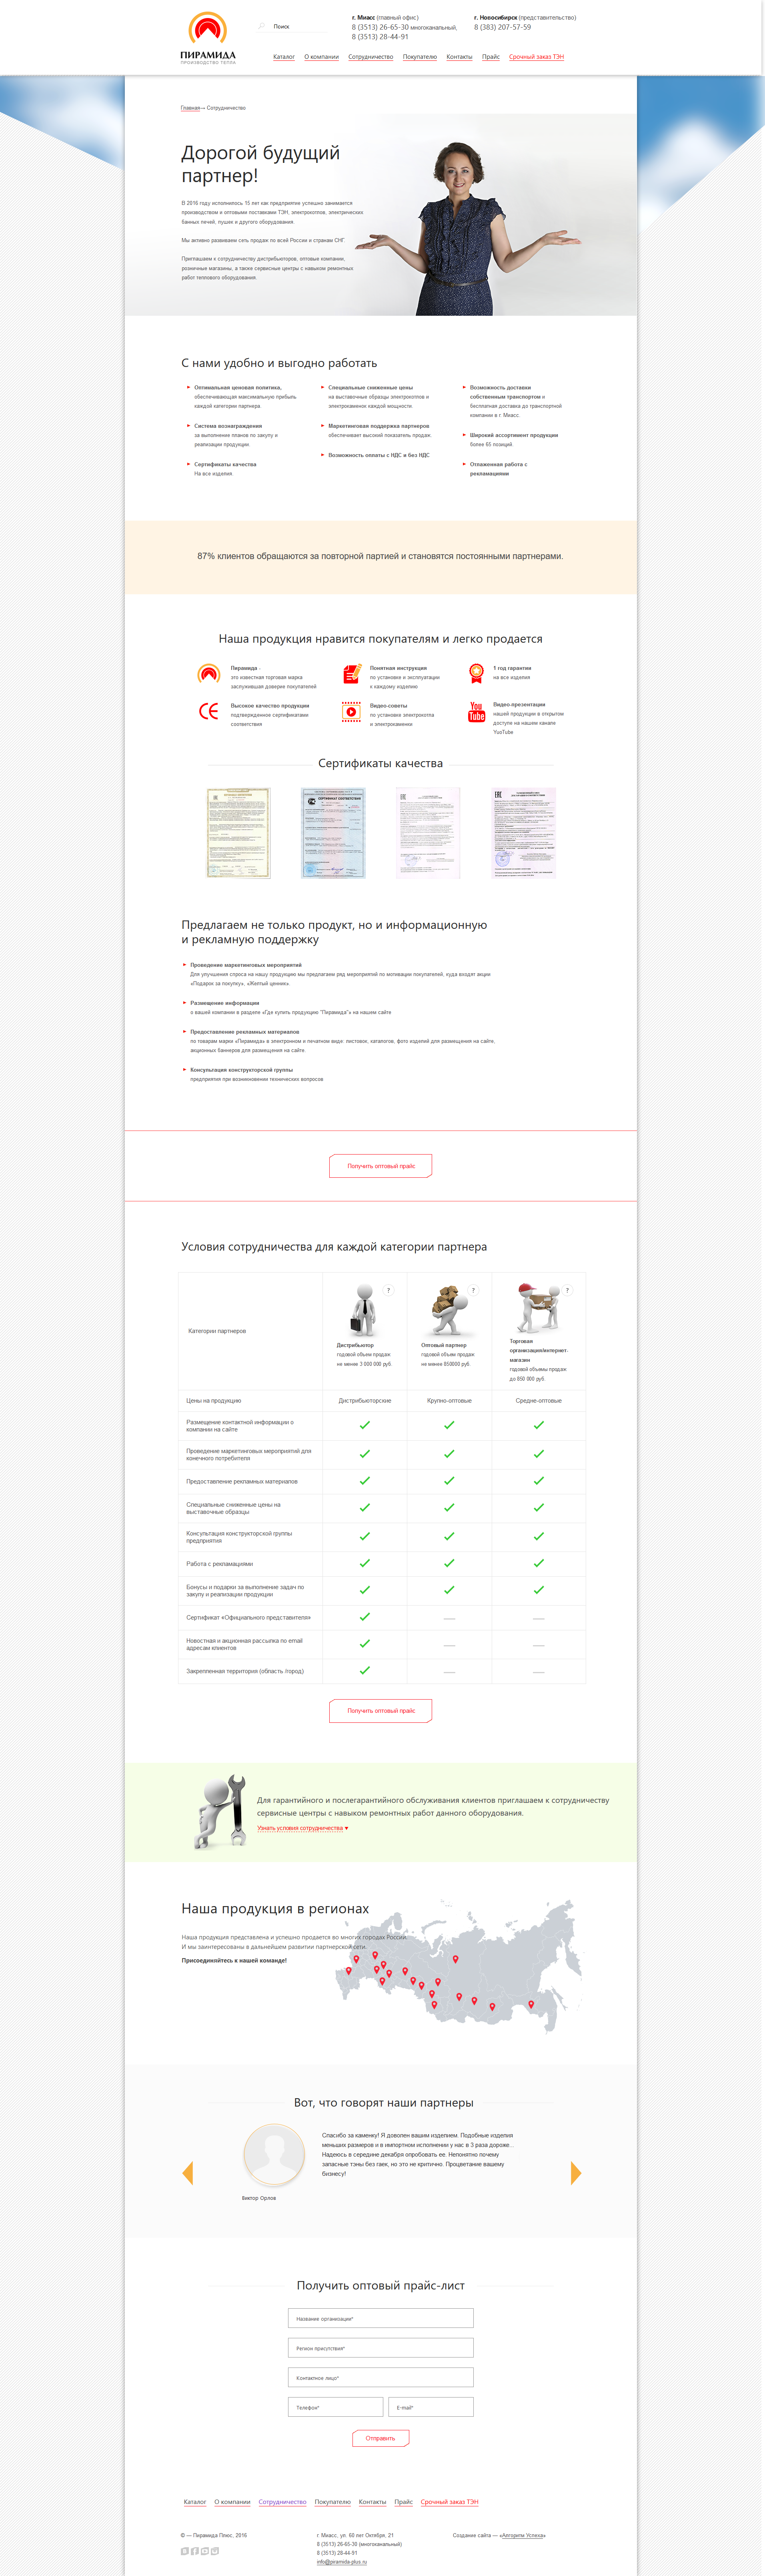 ПИРАМИДА
ПРОИЗВОДСТВО ТЕПЛА
Поиск
г. Миасс (главный офис)
8 (3513) 26-65-30 многоканальный,
8 (3513) 28-44-91
г. Новосибирск (представительство)
8 (383) 207-57-59
Каталог О компании Сотрудничество Покупателю Контакты Прайс Срочный заказ ТЭН
Главная→ Сотрудничество
Дорогой будущий
партнер!
В 2016 году исполнилось 15 лет как предприятие успешно занимается
производством и оптовыми поставками ТЭН, электрокотлов, электрических
банных печей, пушек и другого оборудования.
Мы активно развиваем сеть продаж по всей России и странам СНГ.
Приглашаем к сотрудничеству дистрибьюторов, оптовые компании,
розничные магазины, а также сервисные центры с навыком ремонтных
работ теплового оборудования.
С нами удобно и выгодно работать
Оптимальная ценовая политика,
обеспечивающая максимальную прибыль
каждой категории партнера.
Система вознаграждения
за выполнение планов по закупу и
реализации продукции.
Сертификаты качества
На все изделия.
Специальные сниженные цены
на выставочные образцы электрокотлов и
электрокаменок каждой мощности.
Маркетинговая поддержка партнеров
обеспечивает высокий показатель продаж.
Возможность оплаты с НДС и без НДС
Возможность доставки
собственным транспортом и
бесплатная доставка до транспортной
компании в г. Миасс.
Широкий ассортимент продукции
более 65 позиций.
Отлаженная работа с
рекламациями
87% клиентов обращаются за повторной партией и становятся постоянными партнерами.
Наша продукция нравится покупателям и легко продается
Пирамида -
это известная торговая марка
заслужившая доверие покупателей
Понятная инструкция
по установке и эксплуатации
к каждому изделию
1 год гарантии
на все изделия
Высокое качество продукции
подтвержденное сертификатами
соответствия
Видео-советы
по установке электрокотла
и электрокаменки
You
Tube
Видео-презентации
нашей продукции в открытом
доступе на нашем канале
YuoTube
Сертификаты качества
Предлагаем не только продукт, но и информационную
и рекламную поддержку
Проведение маркетинговых мероприятий
Для улучшения спроса на нашу продукцию мы предлагаем ряд мероприятий по мотивации покупателей, куда входят акции
«Подарок за покупку», «Желтый ценник».
Размещение информации
о вашей компании в разделе «Где купить продукцию "Пирамида"» на нашем сайте
Предоставление рекламных материалов
по товарам марки «Пирамида» в электронном и печатном виде: листовок, каталогов, фото изделий для размещения на сайте,
акционных баннеров для размещения на сайте.
Консультация конструкторской группы
предприятия при возникновении технических вопросов
Получить оптовый прайс
Условия сотрудничества для каждой категории партнера
Категории партнеров
?
Дистрибьютор
годовой объем продаж
не менее 3 000 000 руб.
?
Оптовый партнер
годовой объем продаж
не менее 850000 руб.
?
Торговая
организация/интернет-
магазин
годовой объемы продаж
до 850 000 руб.
Цены на продукцию Дистрибьюторские Крупно-оптовые Средне-оптовые
Размещение контактной информации о
компании на сайте
Проведение маркетинговых мероприятий для
конечного потребителя
Предоставление рекламных материалов
Специальные сниженные цены на
выставочные образцы
Консультация конструкторской группы
предприятия
Работа с рекламациями
Бонусы и подарки за выполнение задач по
закупу и реализации продукции
Сертификат «Официального представителя»
Новостная и акционная рассылка по email
адресам клиентов
Закрепленная территория (область /город)
Получить оптовый прайс
Для гарантийного и послегарантийного обслуживания клиентов приглашаем к сотрудничеству
сервисные центры с навыком ремонтных работ данного оборудования.
Узнать условия сотрудничества
Наша продукция в регионах
Наша продукция представлена и успешно продается во многих городах России.
И мы заинтересованы в дальнейшем развитии партнерской сети.
Присоединяйтесь к нашей команде!
Вот, что говорят наши партнеры
Спасибо за каменку! Я доволен вашим изделием. Подобные изделия
меньших размеров и в импортном исполнении у нас в 3 раза дороже...
Надеюсь в середине декабря опробовать ее. Непонятно почему
запасные тэны без гаек, но это не критично. Процветания вашему
бизнесу!
Виктор Орлов
Получить оптовый прайс-лист
Название организации*
Регион присутствия*
Контактное лицо*
Телефон* E-mail*
Отправить
Каталог О компании Сотрудничество Покупателю Контакты Прайс Срочный заказ ТЭН
© — Пирамида Плюс, 2016
г. Миасс, ул. 60 лет Октября, 21
8 (3513) 26-65-30 (многоканальный)
8 (3513) 28-44-91
info@piramida-plus.ru
Создание сайта — «Алгоритм Успеха»